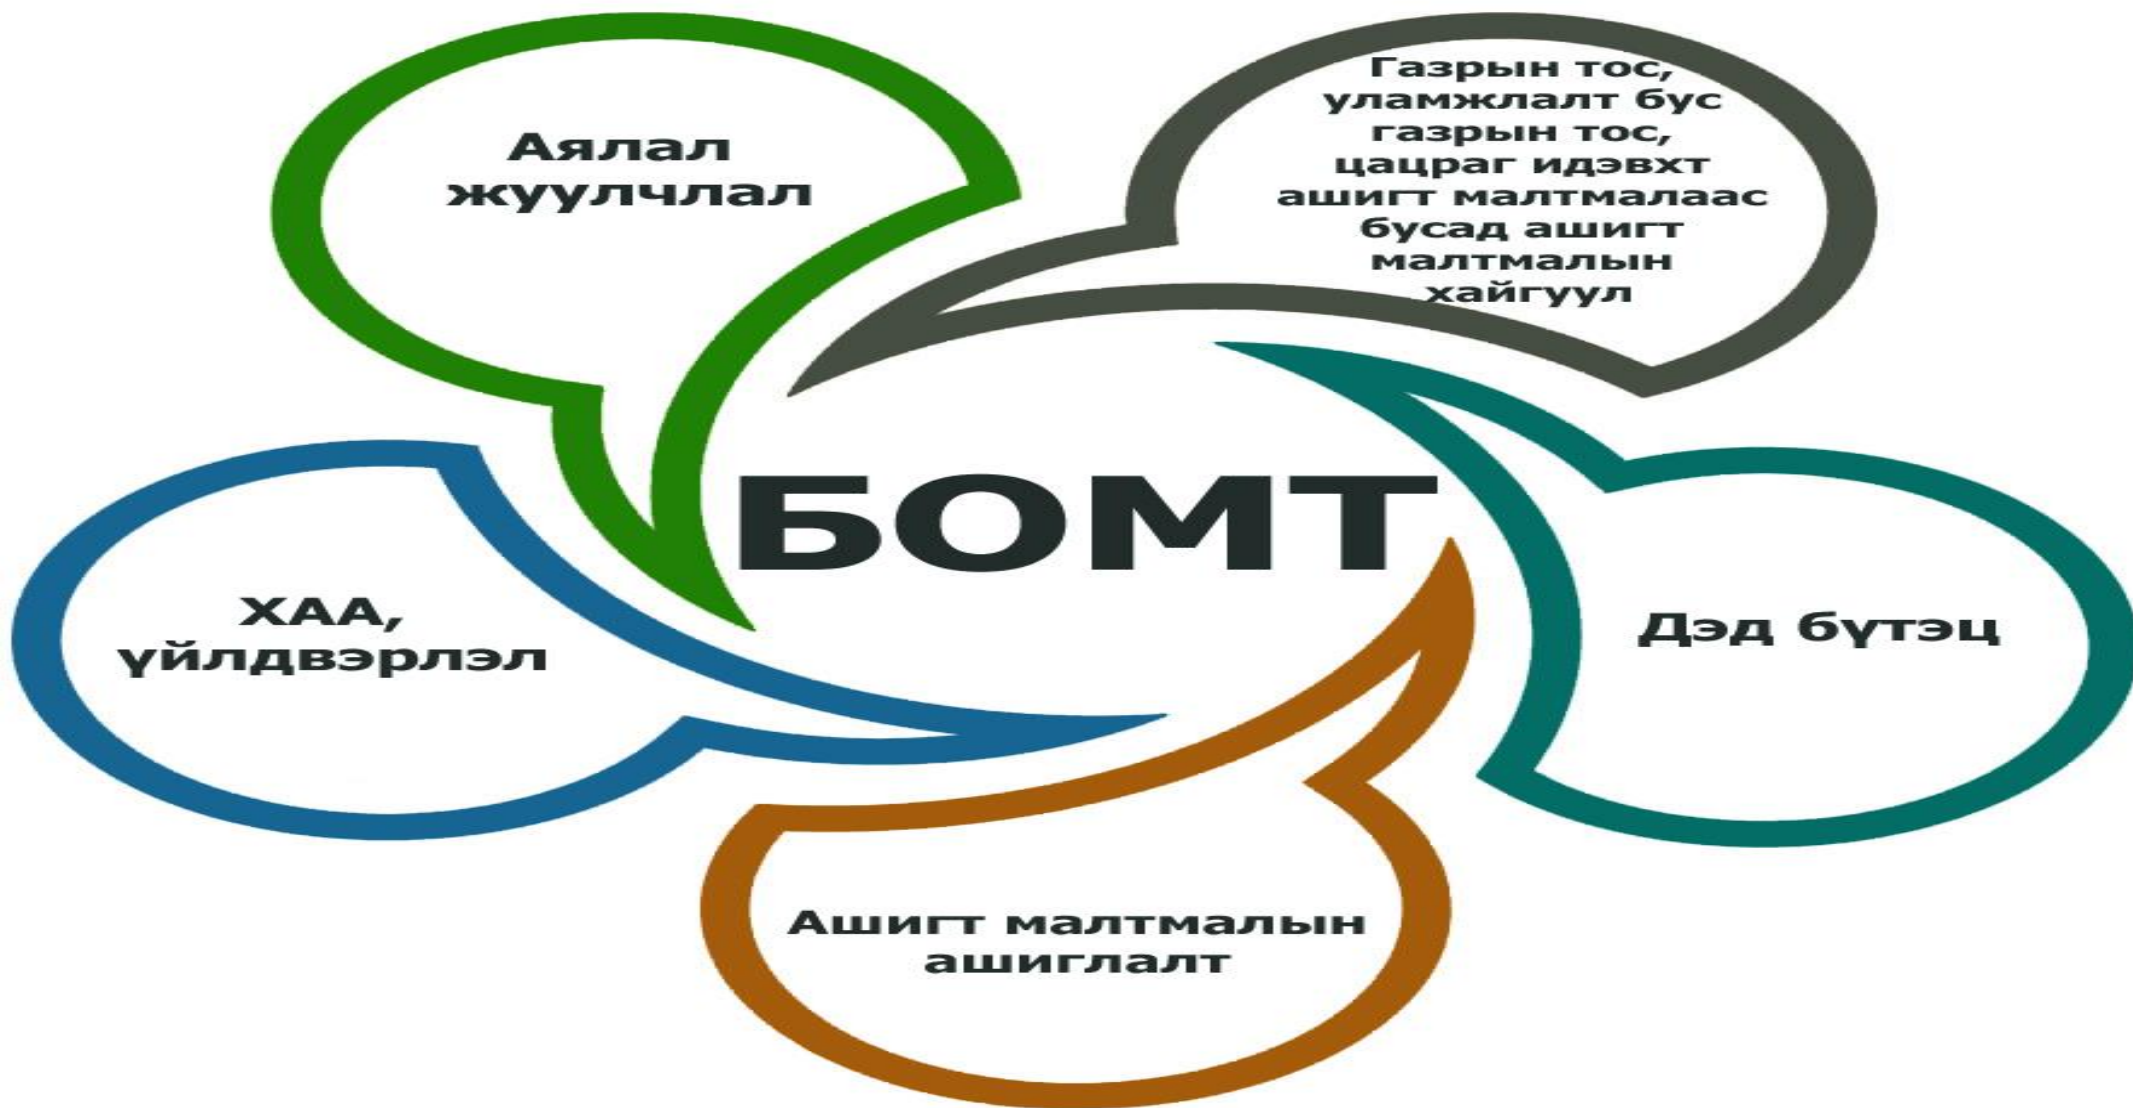 Аялал
жуулчлал
Газрын тос,
уламжлалт бус
газрын тос,
цацраг идэвхт
ашигт малтмалаас
бусад ашигт
малтмалын
хайгуул
БОМТ
ХАА,
үйлдвэрлэл
Дэд бүтэц
Ашигт малтмалын
ашиглалт